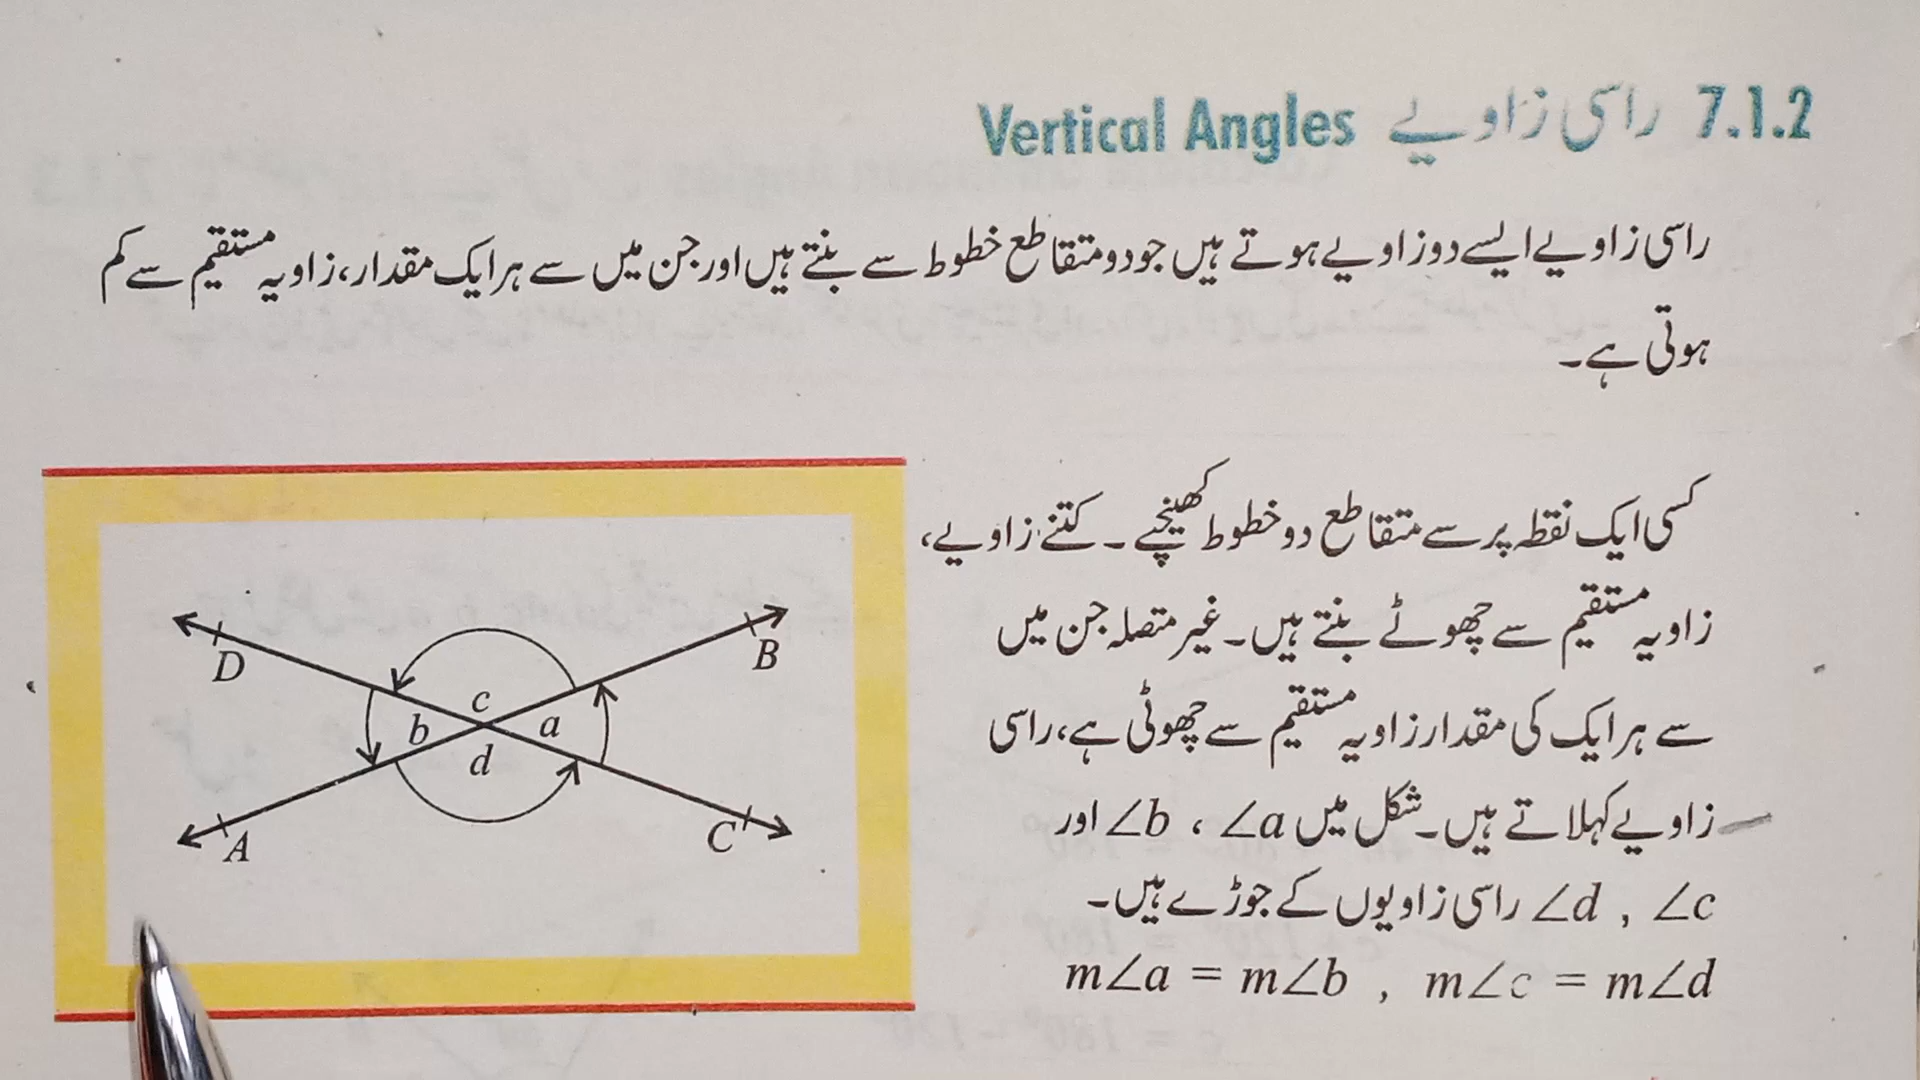 7.1.2 راسی زاویے Vertical Angles
راسی زاویے ایسے دو زاویے ہوتے ہیں جو دو متقاطع خطوط سے بنتے ہیں اور جن میں سے ہر ایک مقدار، زاویہ مستقیم سے کم
ہوتی ہے۔
کسی ایک نقطہ پر سے متقاطع دو خطوط کھینچیے۔ کتنے زاویے،
زاویہ مستقیم سے چھوٹے بنتے ہیں۔ غیر متصلہ جن میں
سے ہر ایک کی مقدار زاویہ مستقیم سے چھوٹی ہے، راسی
زاویے کہلاتے ہیں۔ شکل میں ∠a ، ∠b اور
∠c , ∠d راسی زاویوں کے جوڑے ہیں۔
m∠a = m∠b , m∠c = m∠d
D B
c
b a
d
A C